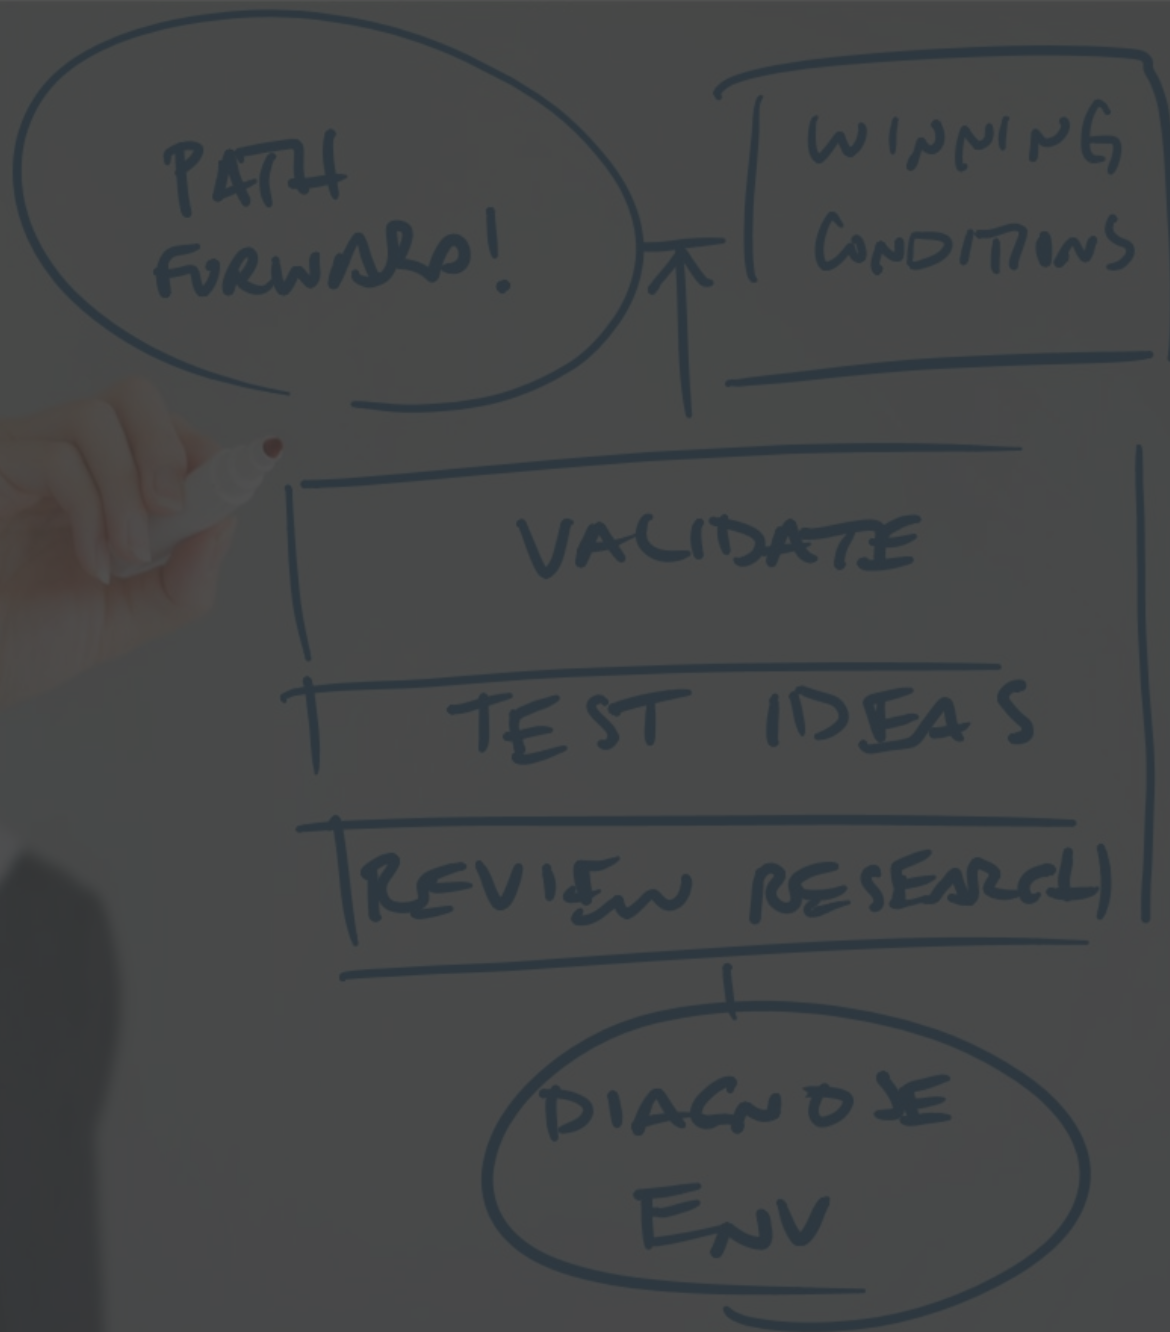 PATH
FORWARD!
WINNING
CONDITIONS
VALIDATE
TEST IDEAS
REVIEW RESEARCH
DIAGNOSE
ENV